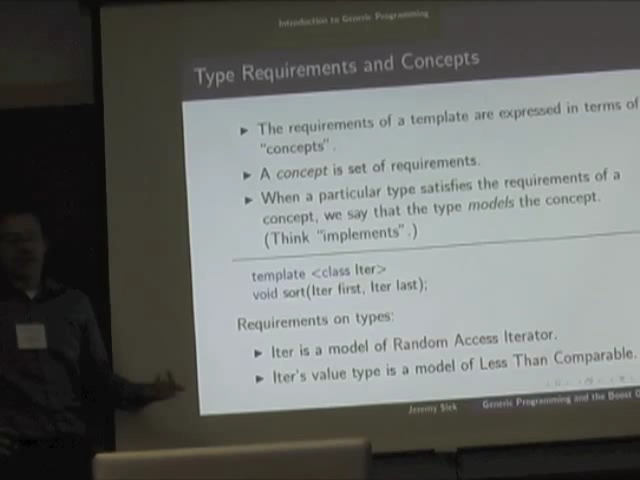 Introduction to Generic Programming
Type Requirements and Concepts
► The requirements of a template are expressed in terms of
"concepts".
► A concept is set of requirements.
► When a particular type satisfies the requirements of a
concept, we say that the type models the concept.
(Think "implements".)
template <class Iter>
void sort(Iter first, Iter last);
Requirements on types:
► Iter is a model of Random Access Iterator.
► Iter's value type is a model of Less Than Comparable.
Jeremy Siek Generic Programming and the Boost